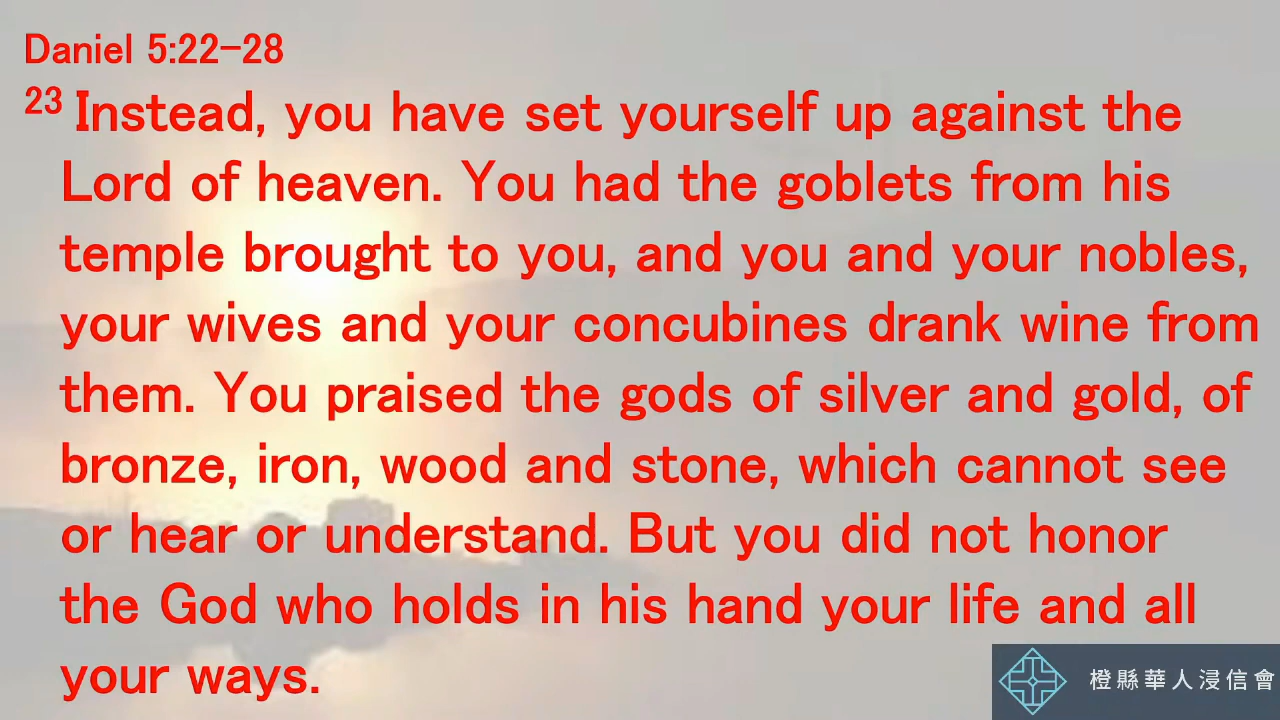 Daniel 5:22-28
23 Instead, you have set yourself up against the
Lord of heaven. You had the goblets from his
temple brought to you, and you and your nobles,
your wives and your concubines drank wine from
them. You praised the gods of silver and gold, of
bronze, iron, wood and stone, which cannot see
or hear or understand. But you did not honor
the God who holds in his hand your life and all
your ways.
橙縣華人浸信會